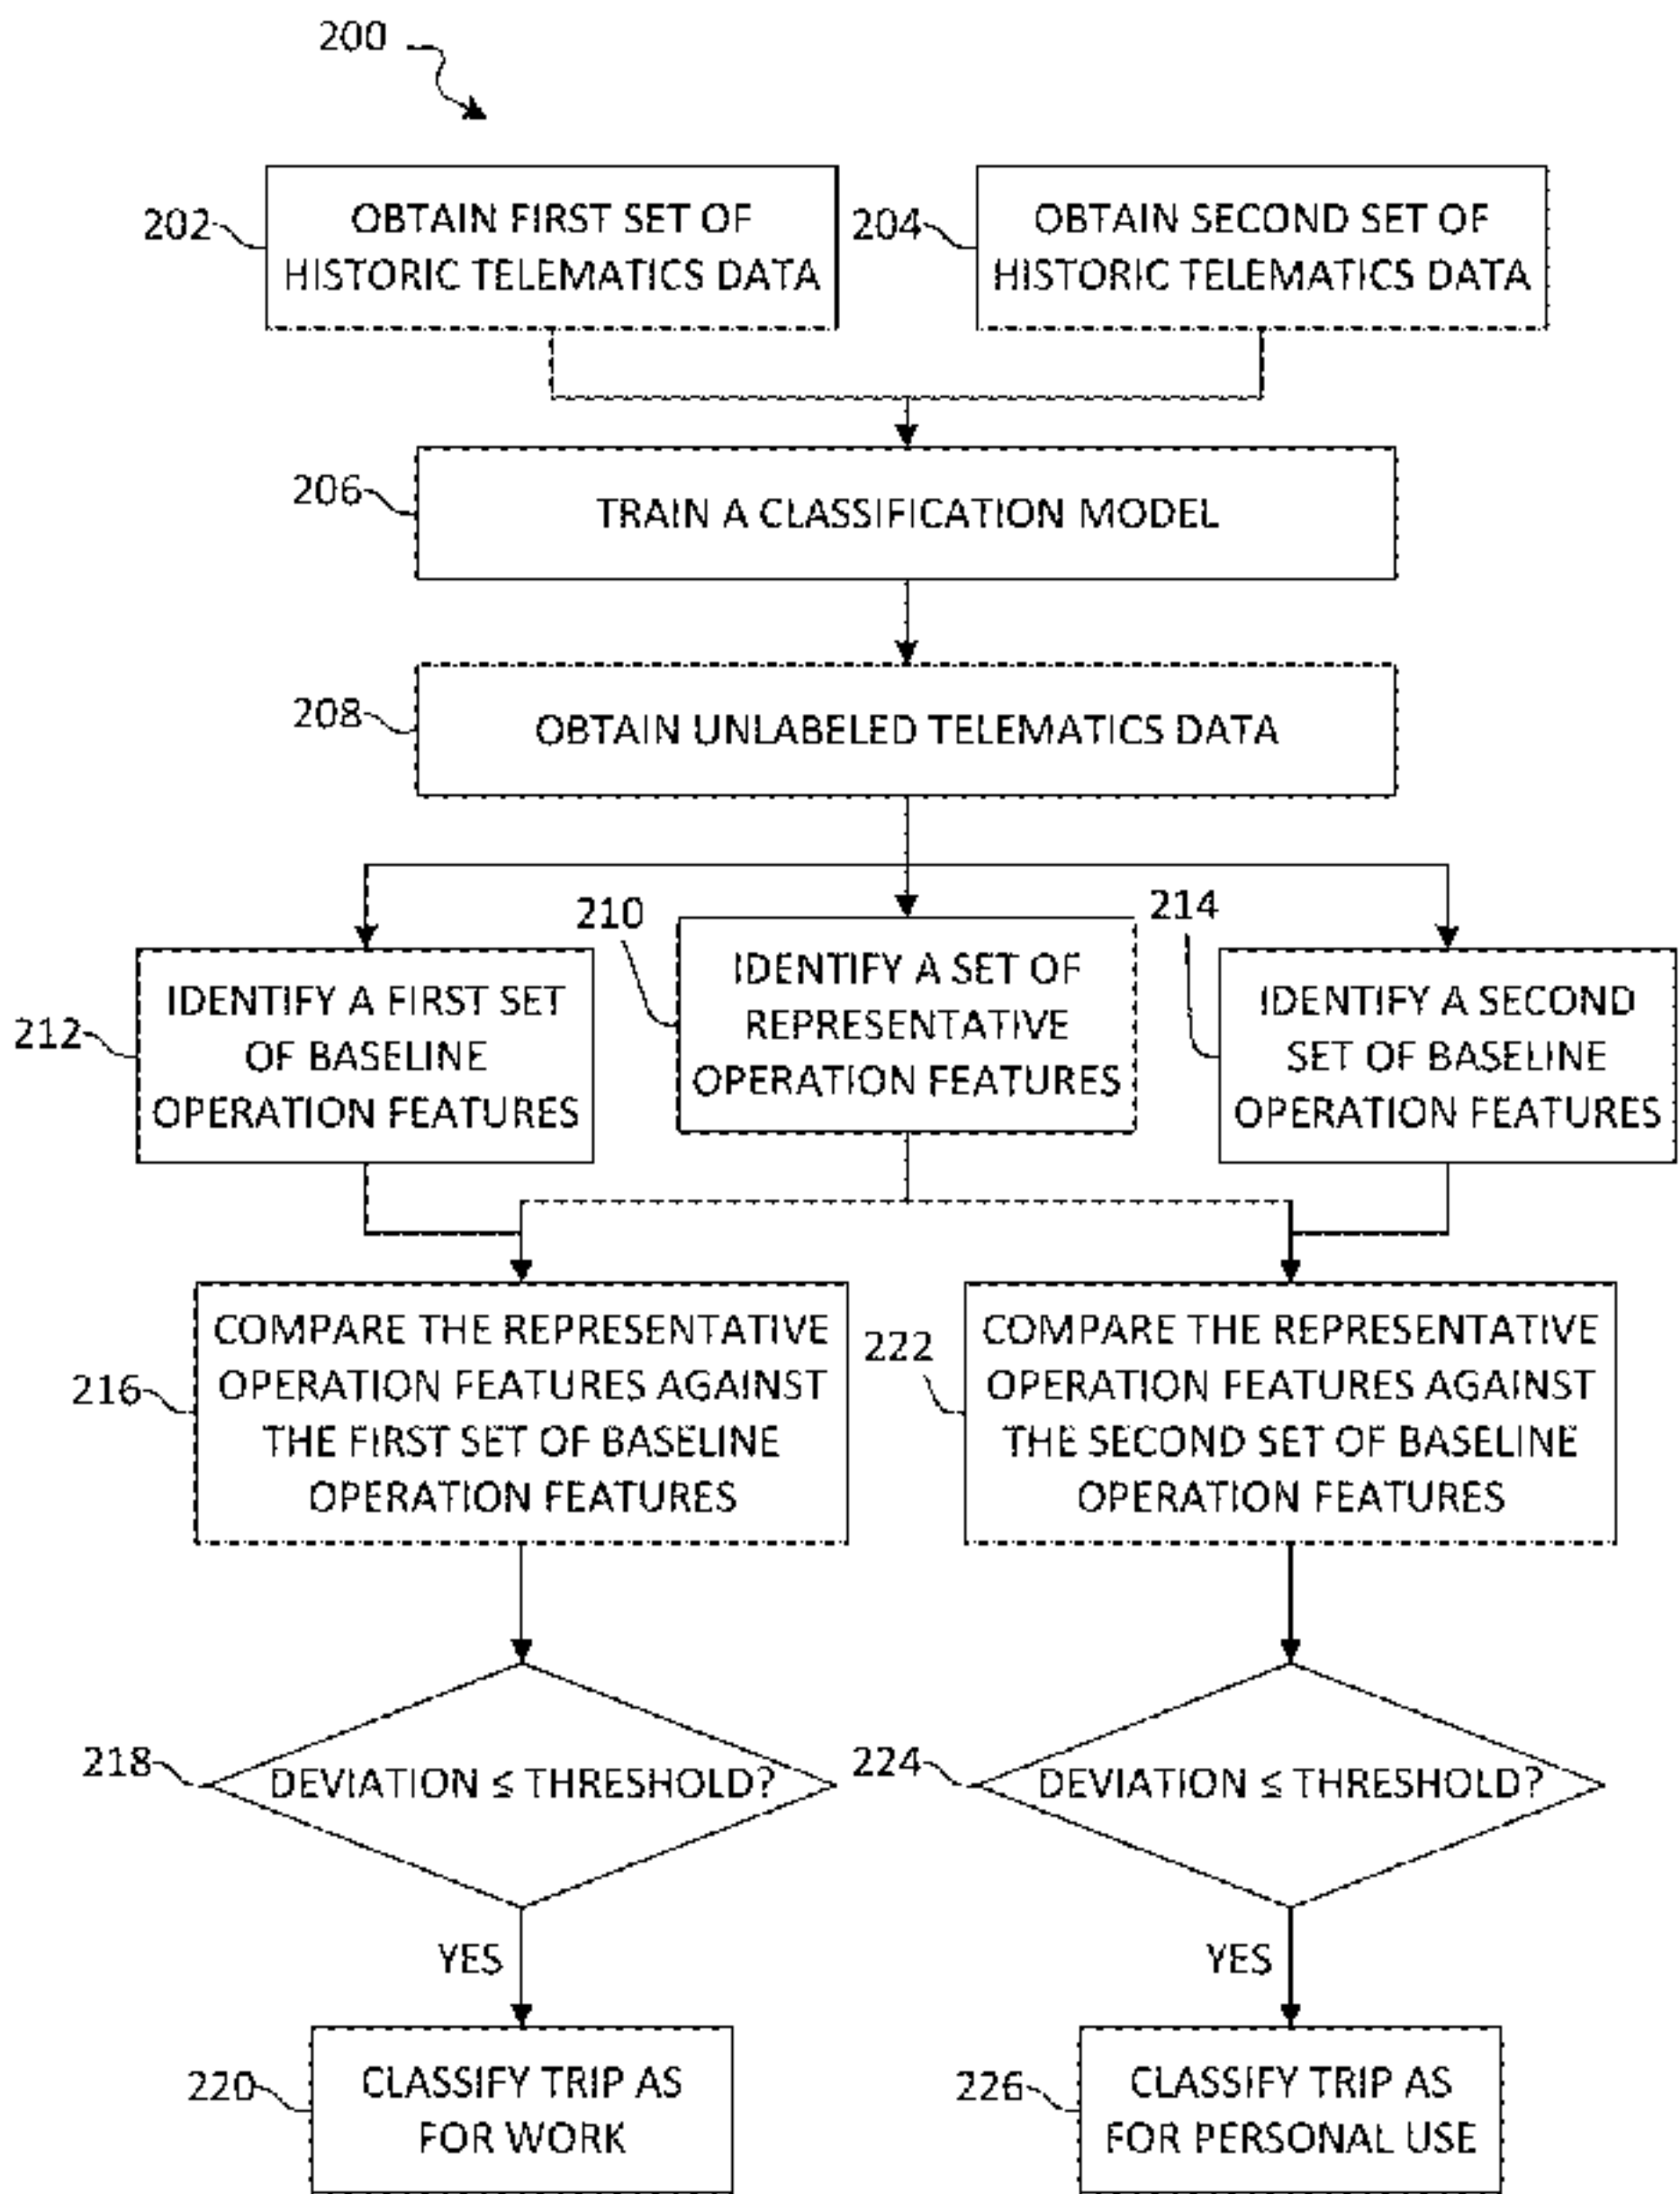 200
202
OBTAIN FIRST SET OF
HISTORIC TELEMATICS DATA
204
OBTAIN SECOND SET OF
HISTORIC TELEMATICS DATA
206
TRAIN A CLASSIFICATION MODEL
208
OBTAIN UNLABELED TELEMATICS DATA
212
IDENTIFY A FIRST SET
OF BASELINE
OPERATION FEATURES
210
IDENTIFY A SET OF
REPRESENTATIVE
OPERATION FEATURES
214
IDENTIFY A SECOND
SET OF BASELINE
OPERATION FEATURES
216
COMPARE THE REPRESENTATIVE
OPERATION FEATURES AGAINST
THE FIRST SET OF BASELINE
OPERATION FEATURES
222
COMPARE THE REPRESENTATIVE
OPERATION FEATURES AGAINST
THE SECOND SET OF BASELINE
OPERATION FEATURES
218
DEVIATION ≤ THRESHOLD?
224
DEVIATION ≤ THRESHOLD?
YES
YES
220
CLASSIFY TRIP AS
FOR WORK
226
CLASSIFY TRIP AS
FOR PERSONAL USE